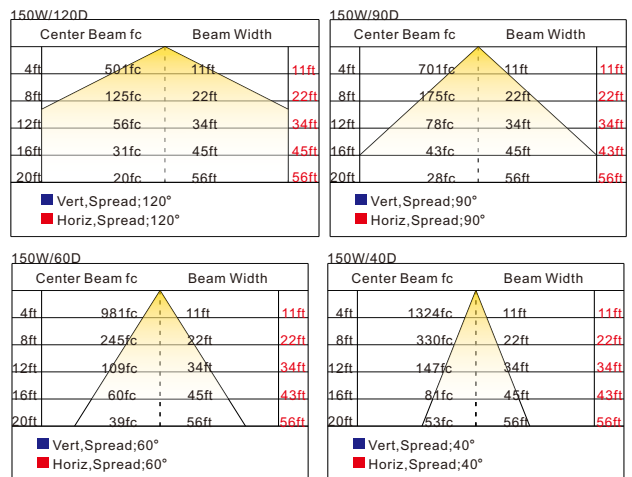 150W/120D
Center Beam fc Beam Width
4ft 501fc 11ft 11ft
8ft 125fc 22ft 22ft
12ft 56fc 34ft 34ft
16ft 31fc 45ft 45ft
20ft 20fc 56ft 56ft
Vert,Spread;120°
Horiz,Spread;120°
150W/90D
Center Beam fc Beam Width
4ft 701fc 11ft 11ft
8ft 175fc 22ft 22ft
12ft 78fc 34ft 34ft
16ft 43fc 45ft 43ft
20ft 28fc 56ft 56ft
Vert,Spread;90°
Horiz,Spread;90°
150W/60D
Center Beam fc Beam Width
4ft 981fc 11ft 11ft
8ft 245fc 22ft 22ft
12ft 109fc 34ft 34ft
16ft 60fc 45ft 43ft
20ft 39fc 56ft 56ft
Vert,Spread;60°
Horiz,Spread;60°
150W/40D
Center Beam fc Beam Width
4ft 1324fc 11ft 11ft
8ft 330fc 22ft 22ft
12ft 147fc 34ft 34ft
16ft 81fc 45ft 43ft
20ft 53fc 56ft 56ft
Vert,Spread;40°
Horiz,Spread;40°